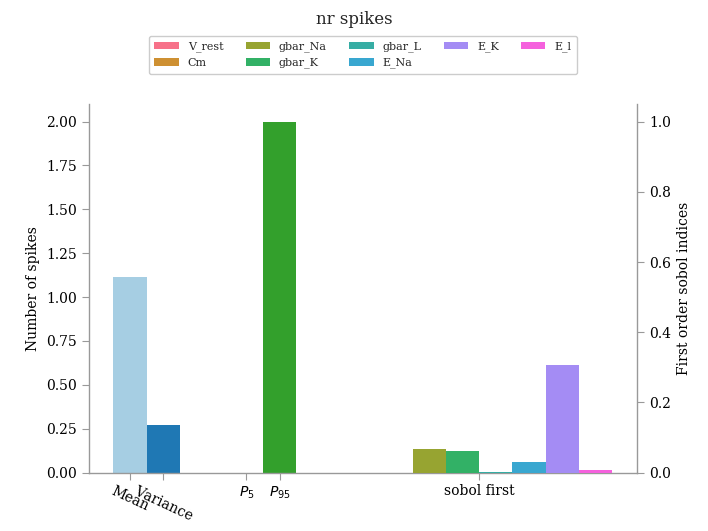 nr spikes
V_rest gbar_Na gbar_L E_K E_l
Cm gbar_K E_Na
2.00 1.0
1.75
0.8
1.50
1.25
0.6
1.00
0.4
0.75
0.50
0.2
0.25
0.00 0.0
Number of spikes
First order sobol indices
Mean Variance P5 P95 sobol first